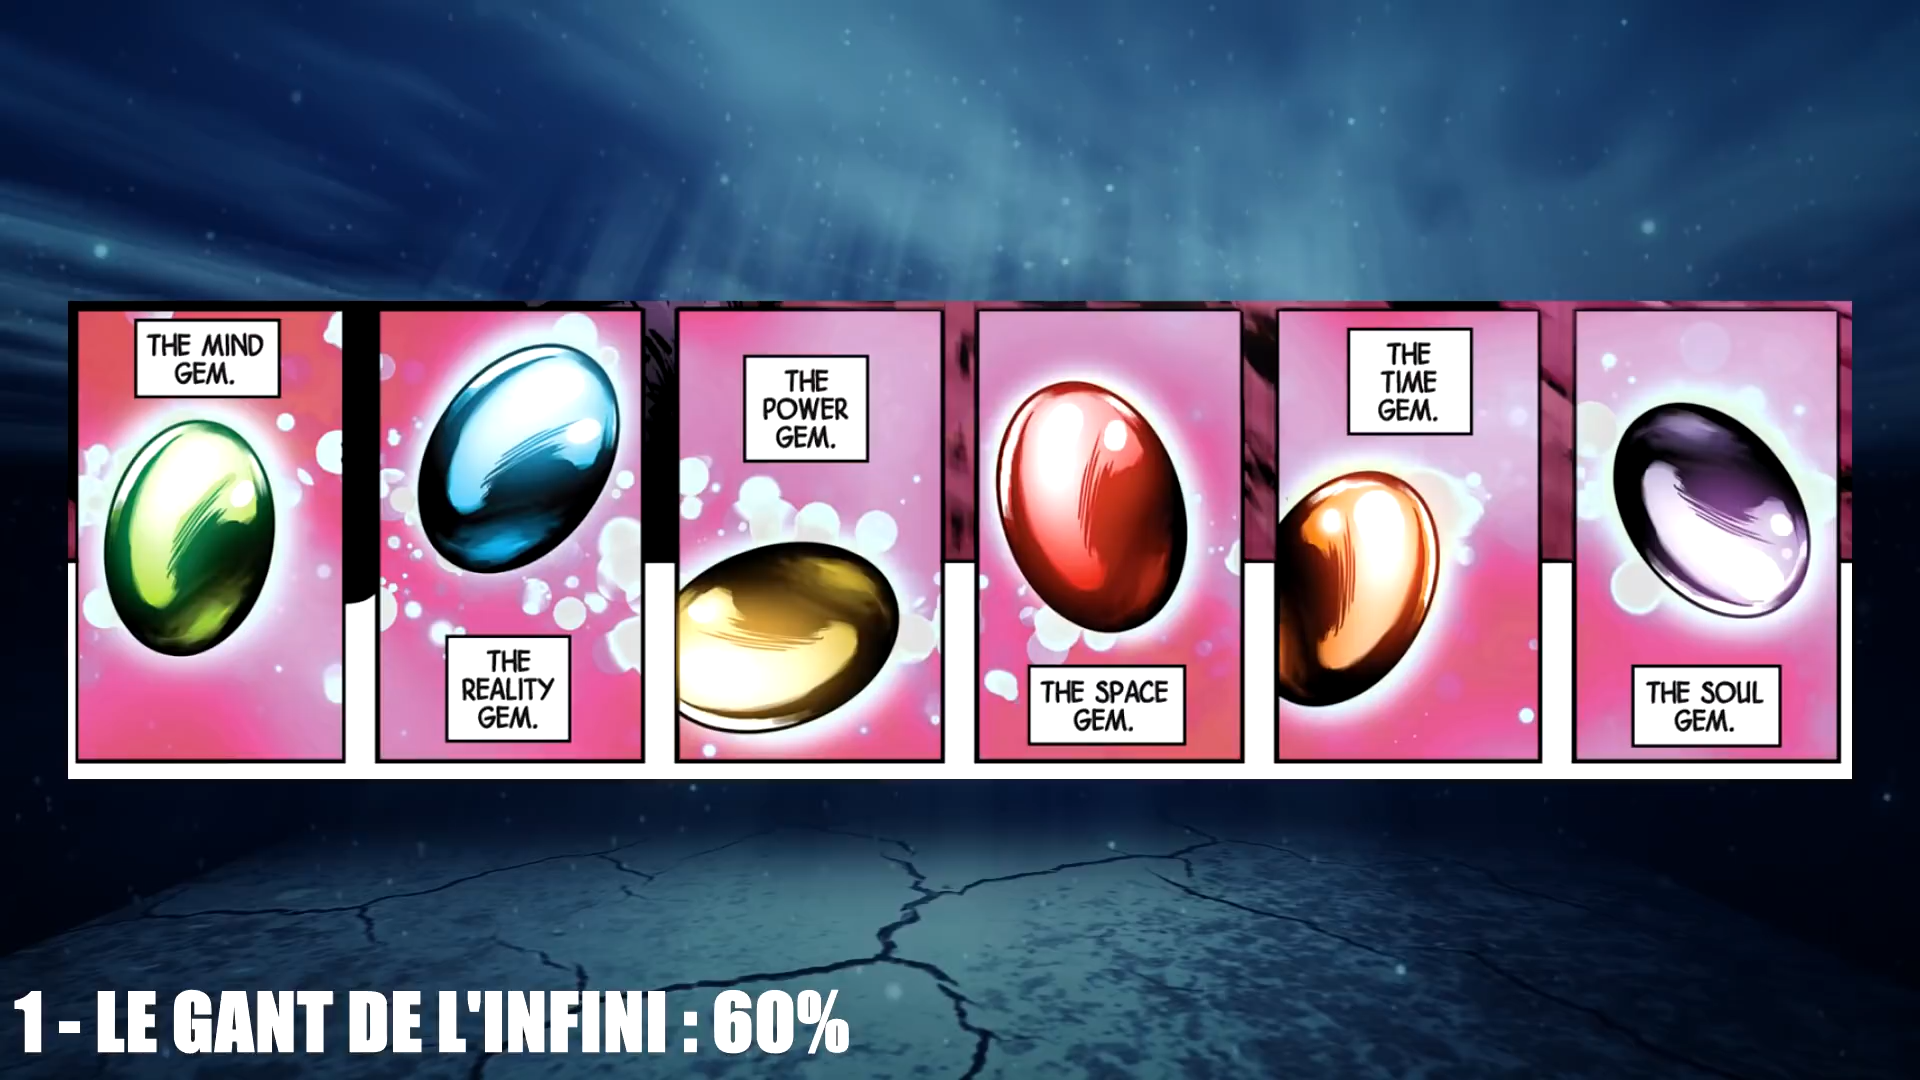 THE MIND
GEM.
THE
REALITY
GEM.
THE
POWER
GEM.
THE SPACE
GEM.
THE
TIME
GEM.
THE SOUL
GEM.
1 - LE GANT DE L'INFINI : 60%